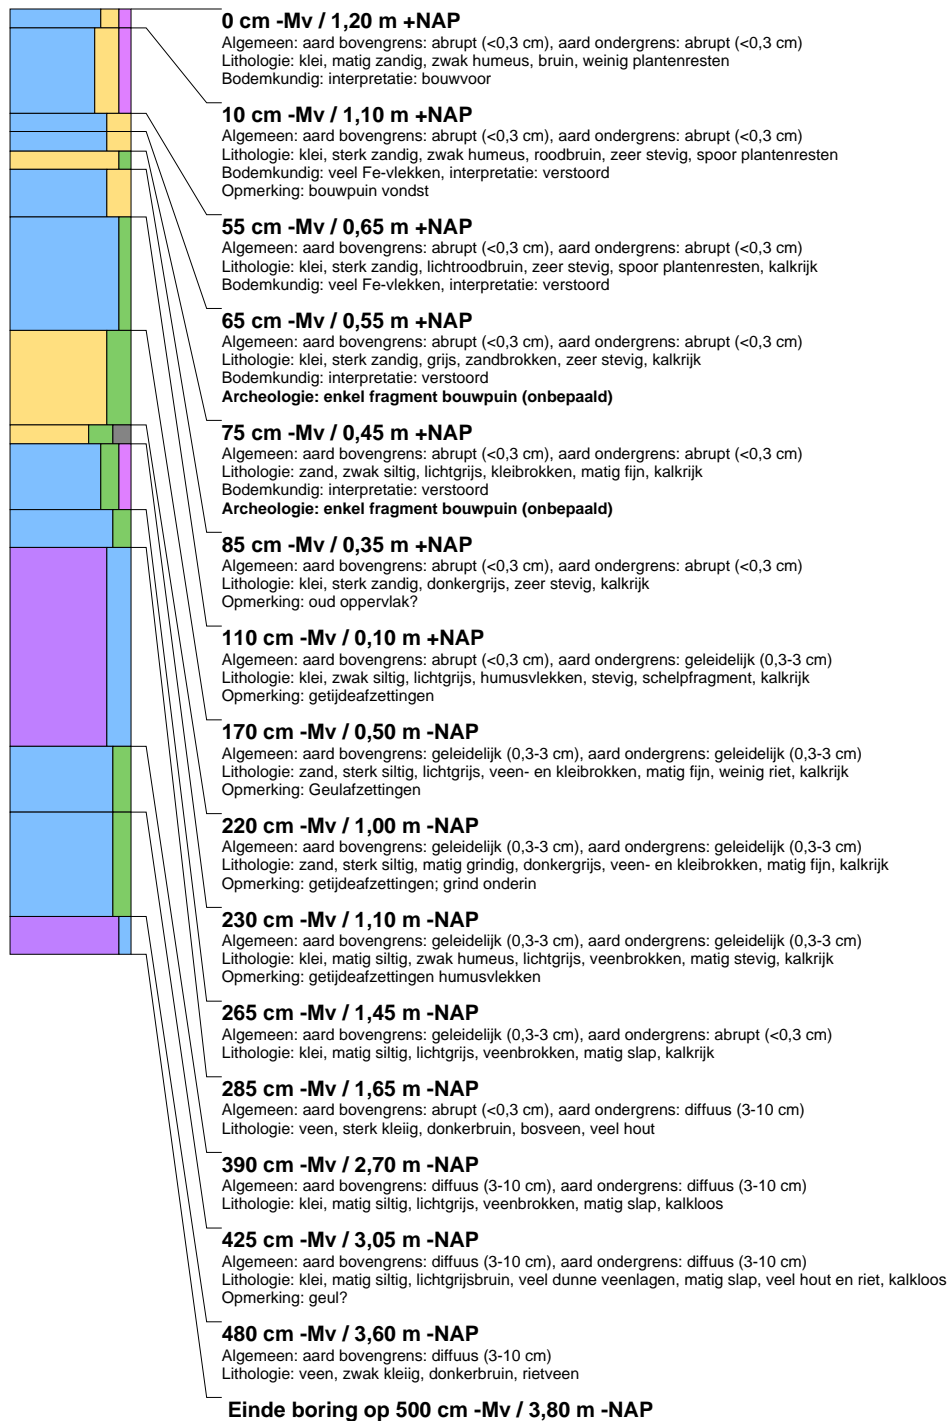 0 cm -Mv / 1,20 m +NAP
Algemeen: aard bovengrens: abrupt (<0,3 cm), aard ondergrens: abrupt (<0,3 cm)
Lithologie: klei, matig zandig, zwak humeus, bruin, weinig plantenresten
Bodemkundig: interpretatie: bouwvoor
10 cm -Mv / 1,10 m +NAP
Algemeen: aard bovengrens: abrupt (<0,3 cm), aard ondergrens: abrupt (<0,3 cm)
Lithologie: klei, sterk zandig, zwak humeus, roodbruin, zeer stevig, spoor plantenresten
Bodemkundig: veel Fe-vlekken, interpretatie: verstoord
Opmerking: bouwpuin vondst
55 cm -Mv / 0,65 m +NAP
Algemeen: aard bovengrens: abrupt (<0,3 cm), aard ondergrens: abrupt (<0,3 cm)
Lithologie: klei, sterk zandig, lichtroodbruin, zeer stevig, spoor plantenresten, kalkrijk
Bodemkundig: veel Fe-vlekken, interpretatie: verstoord
65 cm -Mv / 0,55 m +NAP
Algemeen: aard bovengrens: abrupt (<0,3 cm), aard ondergrens: abrupt (<0,3 cm)
Lithologie: klei, sterk zandig, grijs, zandbrokken, zeer stevig, kalkrijk
Bodemkundig: interpretatie: verstoord
Archeologie: enkel fragment bouwpuin (onbepaald)
75 cm -Mv / 0,45 m +NAP
Algemeen: aard bovengrens: abrupt (<0,3 cm), aard ondergrens: abrupt (<0,3 cm)
Lithologie: zand, zwak siltig, lichtgrijs, kleibrokken, matig fijn, kalkrijk
Bodemkundig: interpretatie: verstoord
Archeologie: enkel fragment bouwpuin (onbepaald)
85 cm -Mv / 0,35 m +NAP
Algemeen: aard bovengrens: abrupt (<0,3 cm), aard ondergrens: abrupt (<0,3 cm)
Lithologie: klei, sterk zandig, donkergrijs, zeer stevig, kalkrijk
Opmerking: oud oppervlak?
110 cm -Mv / 0,10 m +NAP
Algemeen: aard bovengrens: abrupt (<0,3 cm), aard ondergrens: geleidelijk (0,3-3 cm)
Lithologie: klei, zwak siltig, lichtgrijs, humusvlekken, stevig, schelpfragment, kalkrijk
Opmerking: getijdeafzettingen
170 cm -Mv / 0,50 m -NAP
Algemeen: aard bovengrens: geleidelijk (0,3-3 cm), aard ondergrens: geleidelijk (0,3-3 cm)
Lithologie: zand, sterk siltig, lichtgrijs, veen- en kleibrokken, matig fijn, weinig riet, kalkrijk
Opmerking: Geulafzettingen
220 cm -Mv / 1,00 m -NAP
Algemeen: aard bovengrens: geleidelijk (0,3-3 cm), aard ondergrens: geleidelijk (0,3-3 cm)
Lithologie: zand, sterk siltig, matig grindig, donkergrijs, veen- en kleibrokken, matig fijn, kalkrijk
Opmerking: getijdeafzettingen; grind onderin
230 cm -Mv / 1,10 m -NAP
Algemeen: aard bovengrens: geleidelijk (0,3-3 cm), aard ondergrens: geleidelijk (0,3-3 cm)
Lithologie: klei, matig siltig, zwak humeus, lichtgrijs, veenbrokken, matig stevig, kalkrijk
Opmerking: getijdeafzettingen humusvlekken
265 cm -Mv / 1,45 m -NAP
Algemeen: aard bovengrens: geleidelijk (0,3-3 cm), aard ondergrens: abrupt (<0,3 cm)
Lithologie: klei, matig siltig, lichtgrijs, veenbrokken, matig slap, kalkrijk
285 cm -Mv / 1,65 m -NAP
Algemeen: aard bovengrens: abrupt (<0,3 cm), aard ondergrens: diffuus (3-10 cm)
Lithologie: veen, sterk kleiig, donkerbruin, bosveen, veel hout
390 cm -Mv / 2,70 m -NAP
Algemeen: aard bovengrens: diffuus (3-10 cm), aard ondergrens: diffuus (3-10 cm)
Lithologie: klei, matig siltig, lichtgrijs, veenbrokken, matig slap, kalkloos
425 cm -Mv / 3,05 m -NAP
Algemeen: aard bovengrens: diffuus (3-10 cm), aard ondergrens: diffuus (3-10 cm)
Lithologie: klei, matig siltig, lichtgrijsbruin, veel dunne veenlagen, matig slap, veel hout en riet, kalkloos
Opmerking: geul?
480 cm -Mv / 3,60 m -NAP
Algemeen: aard bovengrens: diffuus (3-10 cm)
Lithologie: veen, zwak kleiig, donkerbruin, rietveen
Einde boring op 500 cm -Mv / 3,80 m -NAP